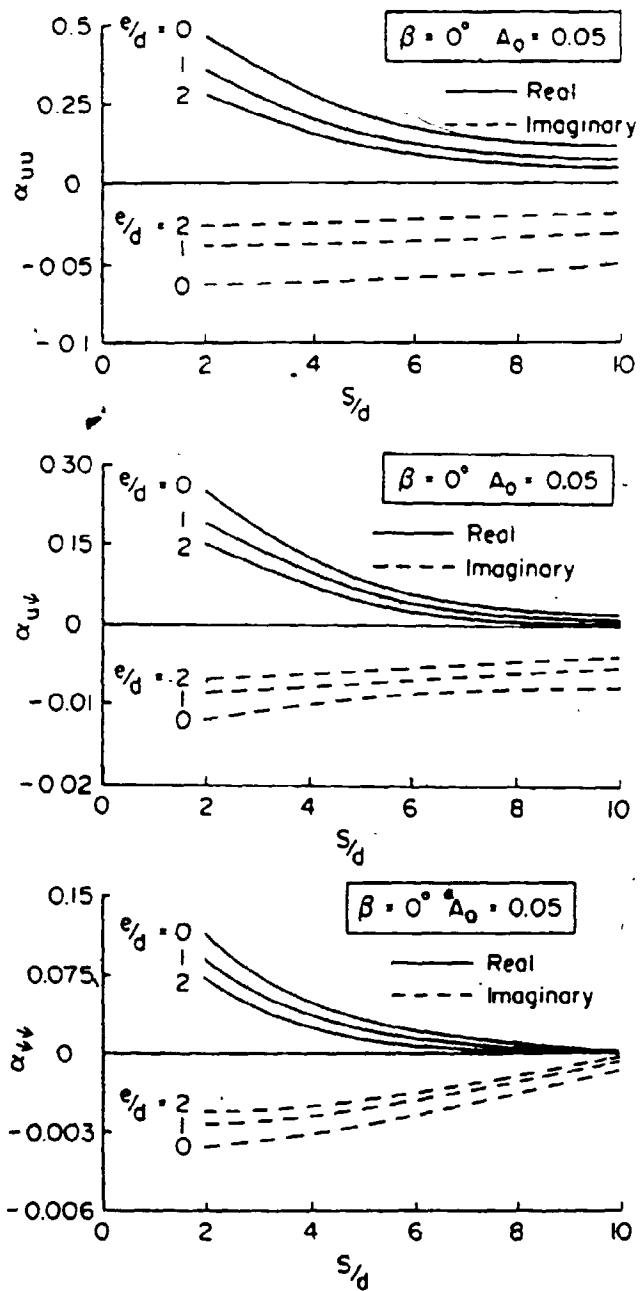 0.5
e/d = 0
β = 0° A₀ = 0.05
1
2
Real
Imaginary
0.25
α_uu
0
e/d = 2
1
0
-0.05
-0.1
0 2 4 6 8 10
S/d
0.30
e/d = 0
β = 0° A₀ = 0.05
1
2
Real
Imaginary
0.15
α_uψ
0
e/d = 2
1
0
-0.01
-0.02
0 2 4 6 8 10
S/d
0.15
e/d = 0
β = 0° A₀ = 0.05
1
2
Real
Imaginary
0.075
α_ψψ
0
e/d = 2
1
0
-0.003
-0.006
0 2 4 6 8 10
S/d